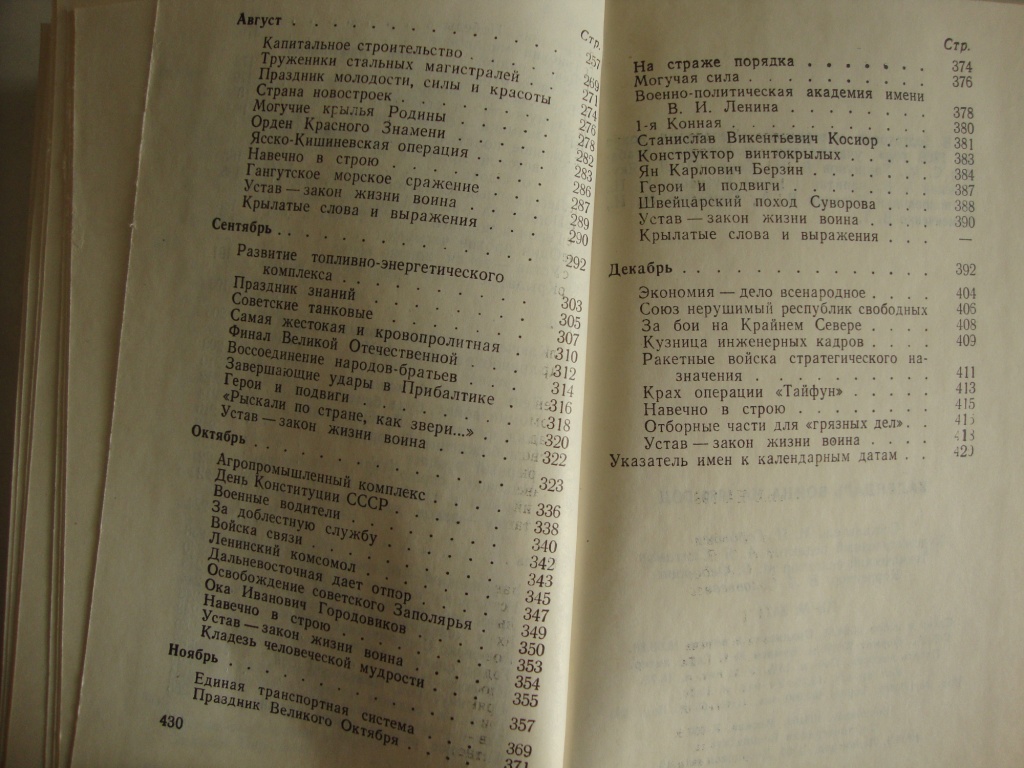 Стр.
Август . . . . . . . . . . . 257
Капитальное строительство . . . 269
Труженики стальных магистралей . . 271
Праздник молодости, силы и красоты 274
Страна новостроек . . . . . . 276
Могучие крылья Родины . . . . 278
Орден Красного Знамени . . . . 282
Ясско-Кишиневская операция . . . 283
Навечно в строю . . . . . . 286
Гангутское морское сражение . . . 287
Устав — закон жизни воина . . . 289
Крылатые слова и выражения . . . 290
Сентябрь . . . . . . . . . . 292
Развитие топливно-энергетического
комплекса . . . . . . . . 303
Праздник знаний . . . . . . 305
Советские танковые . . . . . 307
Самая жестокая и кровопролитная . 310
Финал Великой Отечественной . . 312
Воссоединение народов-братьев . . 314
Завершающие удары в Прибалтике . 316
Герои и подвиги . . . . . . 318
«Рыскали по стране, как звери...» . . 320
Устав — закон жизни воина . . . 322
Октябрь . . . . . . . . . . 323
Агропромышленный комплекс . . . 336
День Конституции СССР . . . . 338
Военные водители . . . . . . 340
За доблестную службу . . . . 342
Войска связи . . . . . . . 343
Ленинский комсомол . . . . . 345
Дальневосточная дает отпор . . . 347
Освобождение советского Заполярья . 349
Ока Иванович Городовиков . . . 350
Навечно в строю . . . . . . 353
Устав — закон жизни воина . . . 354
Кладезь человеческой мудрости . . 355
Ноябрь . . . . . . . . . . 357
Единая транспортная система . . . 369
Праздник Великого Октября . . . 371
430
Стр.
На страже порядка . . . . . . 374
Могучая сила . . . . . . . . 376
Военно-политическая академия имени
В. И. Ленина . . . . . . . 378
1-я Конная . . . . . . . . . 380
Станислав Викентьевич Косиор . . . 381
Конструктор винтокрылых . . . . 383
Ян Карлович Берзин . . . . . . 384
Герои и подвиги . . . . . . . 387
Швейцарский поход Суворова . . . 388
Устав — закон жизни воина . . . . 390
Крылатые слова и выражения . . . —
Декабрь . . . . . . . . . . . . 392
Экономия — дело всенародное . . . . 404
Союз нерушимый республик свободных 406
За бои на Крайнем Севере . . . . 408
Кузница инженерных кадров . . . . 409
Ракетные войска стратегического на-
значения . . . . . . . . . 411
Крах операции «Тайфун» . . . . . 413
Навечно в строю . . . . . . . 415
Отборные части для «грязных дел» . .
Устав — закон жизни воина . . . . 418
Указатель имен к календарным датам . .